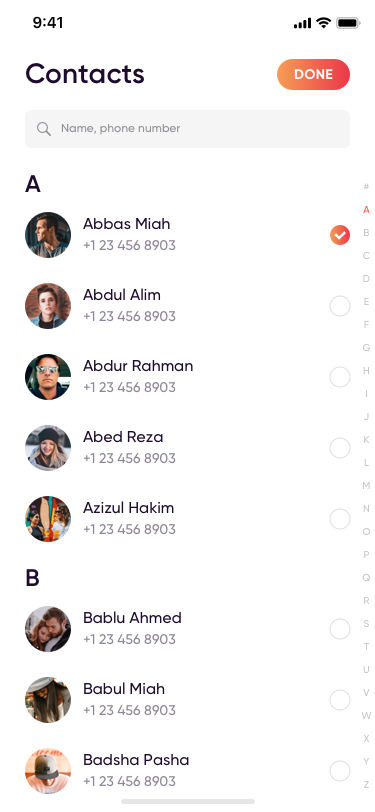 9:41
Contacts
DONE
Name, phone number
A
Abbas Miah
+1 23 456 8903
Abdul Alim
+1 23 456 8903
Abdur Rahman
+1 23 456 8903
Abed Reza
+1 23 456 8903
Azizul Hakim
+1 23 456 8903
B
Bablu Ahmed
+1 23 456 8903
Babul Miah
+1 23 456 8903
Badsha Pasha
+1 23 456 8903
#
A
B
C
D
E
F
G
H
I
J
K
L
M
N
O
P
Q
R
S
T
U
V
W
X
Y
Z